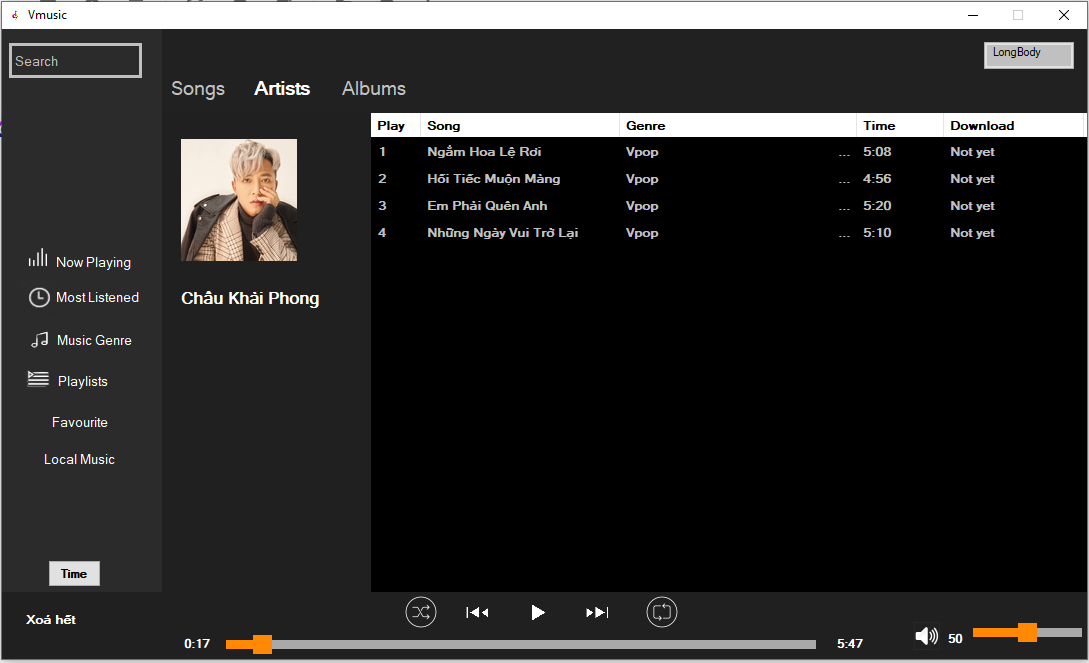 Vmusic
Search
LongBody
Songs Artists Albums
Play Song Genre Time Download
1 Ngắm Hoa Lệ Rơi Vpop ... 5:08 Not yet
2 Hối Tiếc Muộn Màng Vpop ... 4:56 Not yet
3 Em Phải Quên Anh Vpop ... 5:20 Not yet
4 Những Ngày Vui Trở Lại Vpop ... 5:10 Not yet
Châu Khải Phong
Now Playing
Most Listened
Music Genre
Playlists
Favourite
Local Music
Time
Xoá hết
0:17 5:47 50